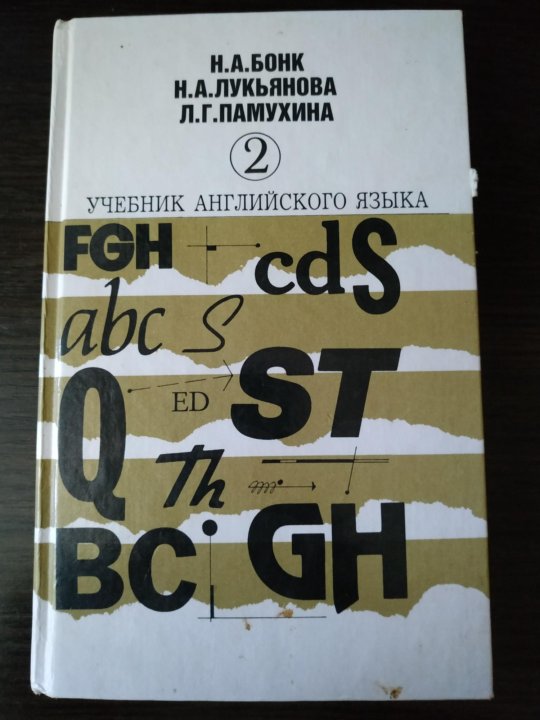 Н.А.БОНК
Н.А.ЛУКЬЯНОВА
Л.Г.ПАМУХИНА
2
УЧЕБНИК АНГЛИЙСКОГО ЯЗЫКА
FGH cdS
abc S
Q ED ST
Th
BC GH